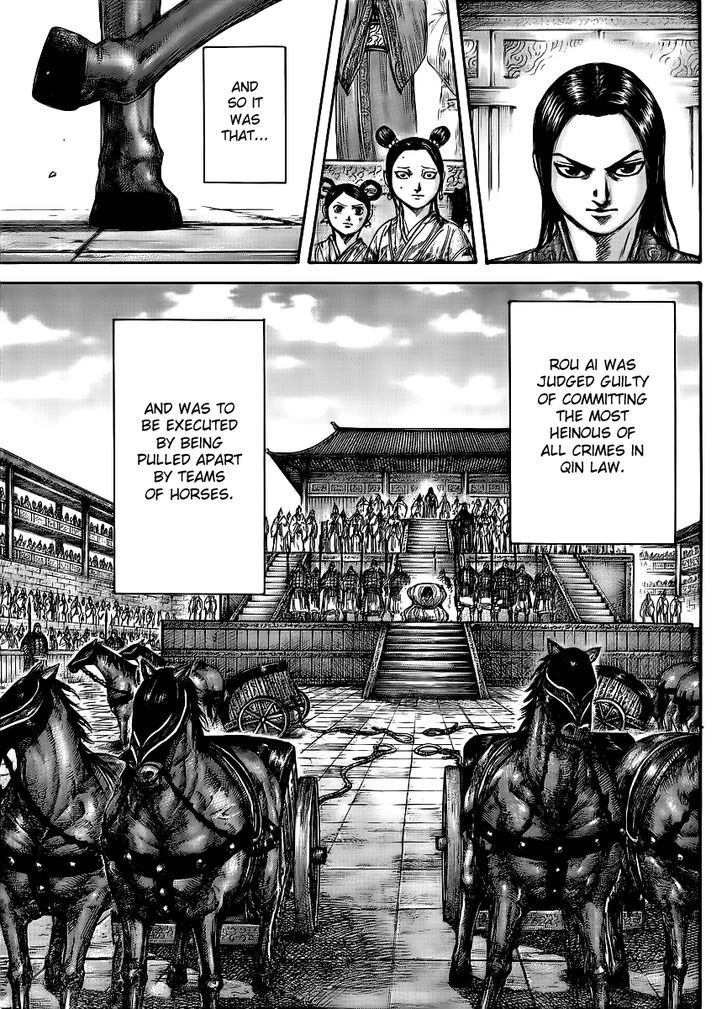 AND
SO IT
WAS
THAT...
ROU AI WAS
JUDGED GUILTY
OF COMMITTING
THE MOST
HEINOUS OF
ALL CRIMES IN
QIN LAW.
AND WAS TO
BE EXECUTED
BY BEING
PULLED APART
BY TEAMS
OF HORSES.